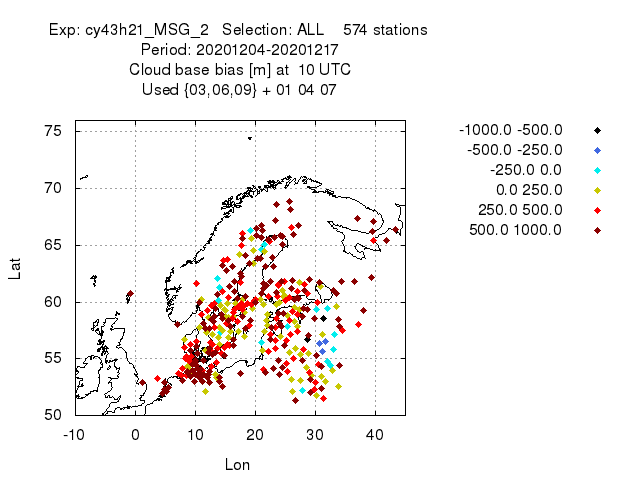 Exp: cy43h21_MSG_2   Selection: ALL    574 stations
Period: 20201204-20201217
Cloud base bias [m] at  10 UTC
Used {03,06,09} + 01 04 07
-1000.0 -500.0
-500.0 -250.0
-250.0 0.0
0.0 250.0
250.0 500.0
500.0 1000.0
75
70
65
60
55
50
Lat
-10 0 10 20 30 40
Lon